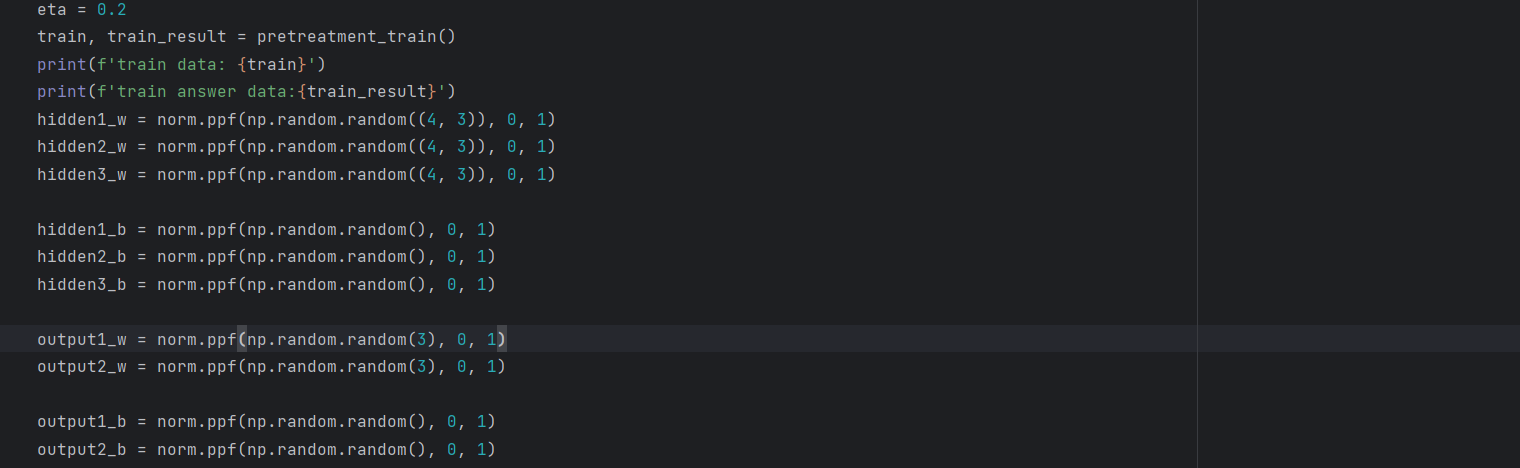 eta = 0.2
train, train_result = pretreatment_train()
print(f'train data: {train}')
print(f'train answer data:{train_result}')
hidden1_w = norm.ppf(np.random.random((4, 3)), 0, 1)
hidden2_w = norm.ppf(np.random.random((4, 3)), 0, 1)
hidden3_w = norm.ppf(np.random.random((4, 3)), 0, 1)
hidden1_b = norm.ppf(np.random.random(), 0, 1)
hidden2_b = norm.ppf(np.random.random(), 0, 1)
hidden3_b = norm.ppf(np.random.random(), 0, 1)
output1_w = norm.ppf(np.random.random(3), 0, 1)
output2_w = norm.ppf(np.random.random(3), 0, 1)
output1_b = norm.ppf(np.random.random(), 0, 1)
output2_b = norm.ppf(np.random.random(), 0, 1)